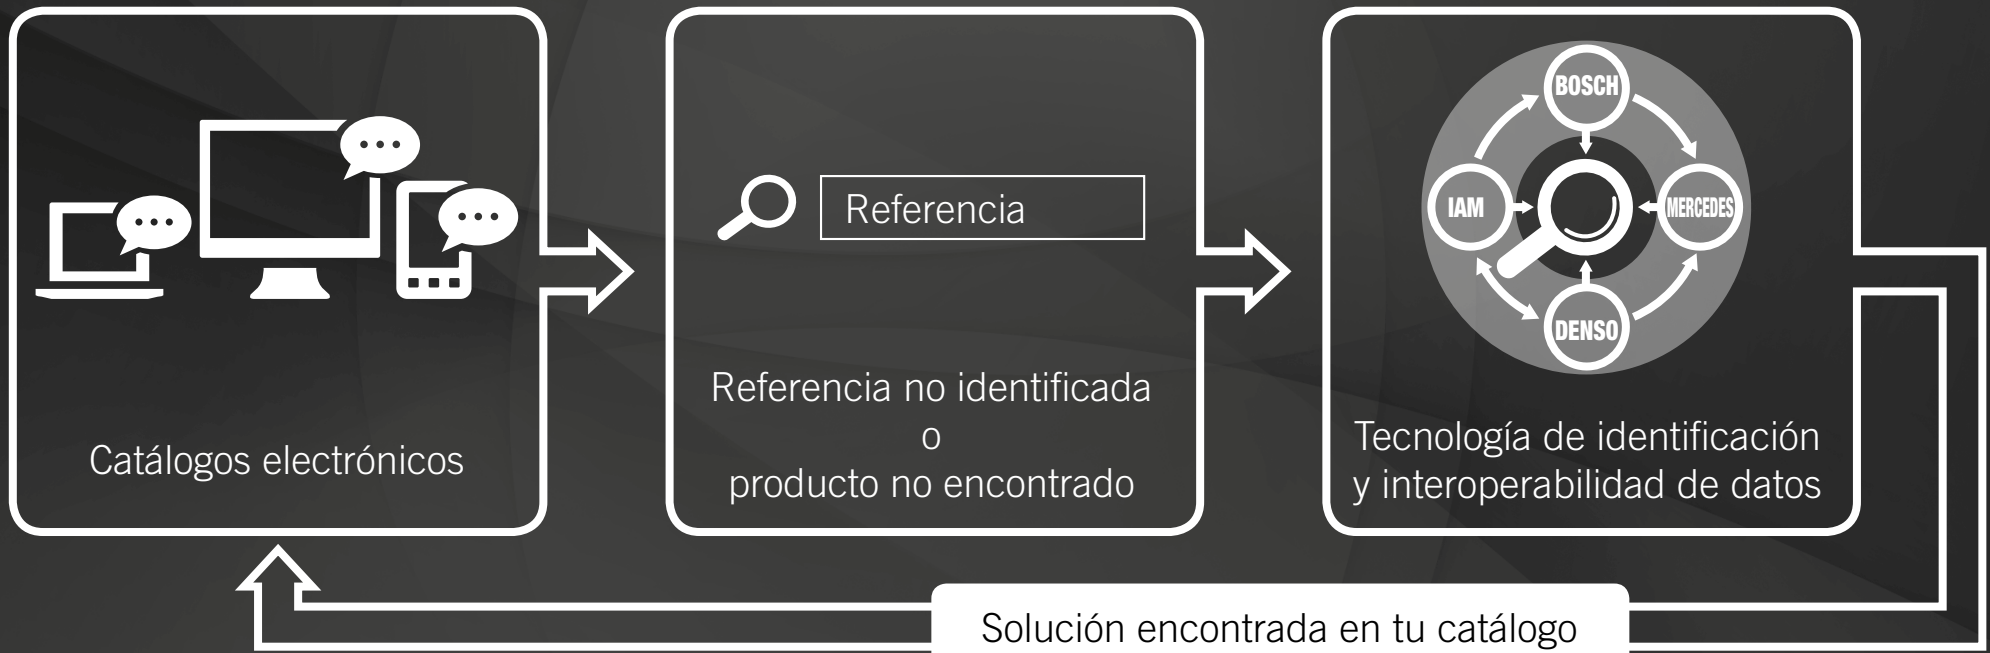 Catálogos electrónicos
Referencia
Referencia no identificada
o
producto no encontrado
BOSCH
IAM
MERCEDES
DENSO
Tecnología de identificación
y interoperabilidad de datos
Solución encontrada en tu catálogo